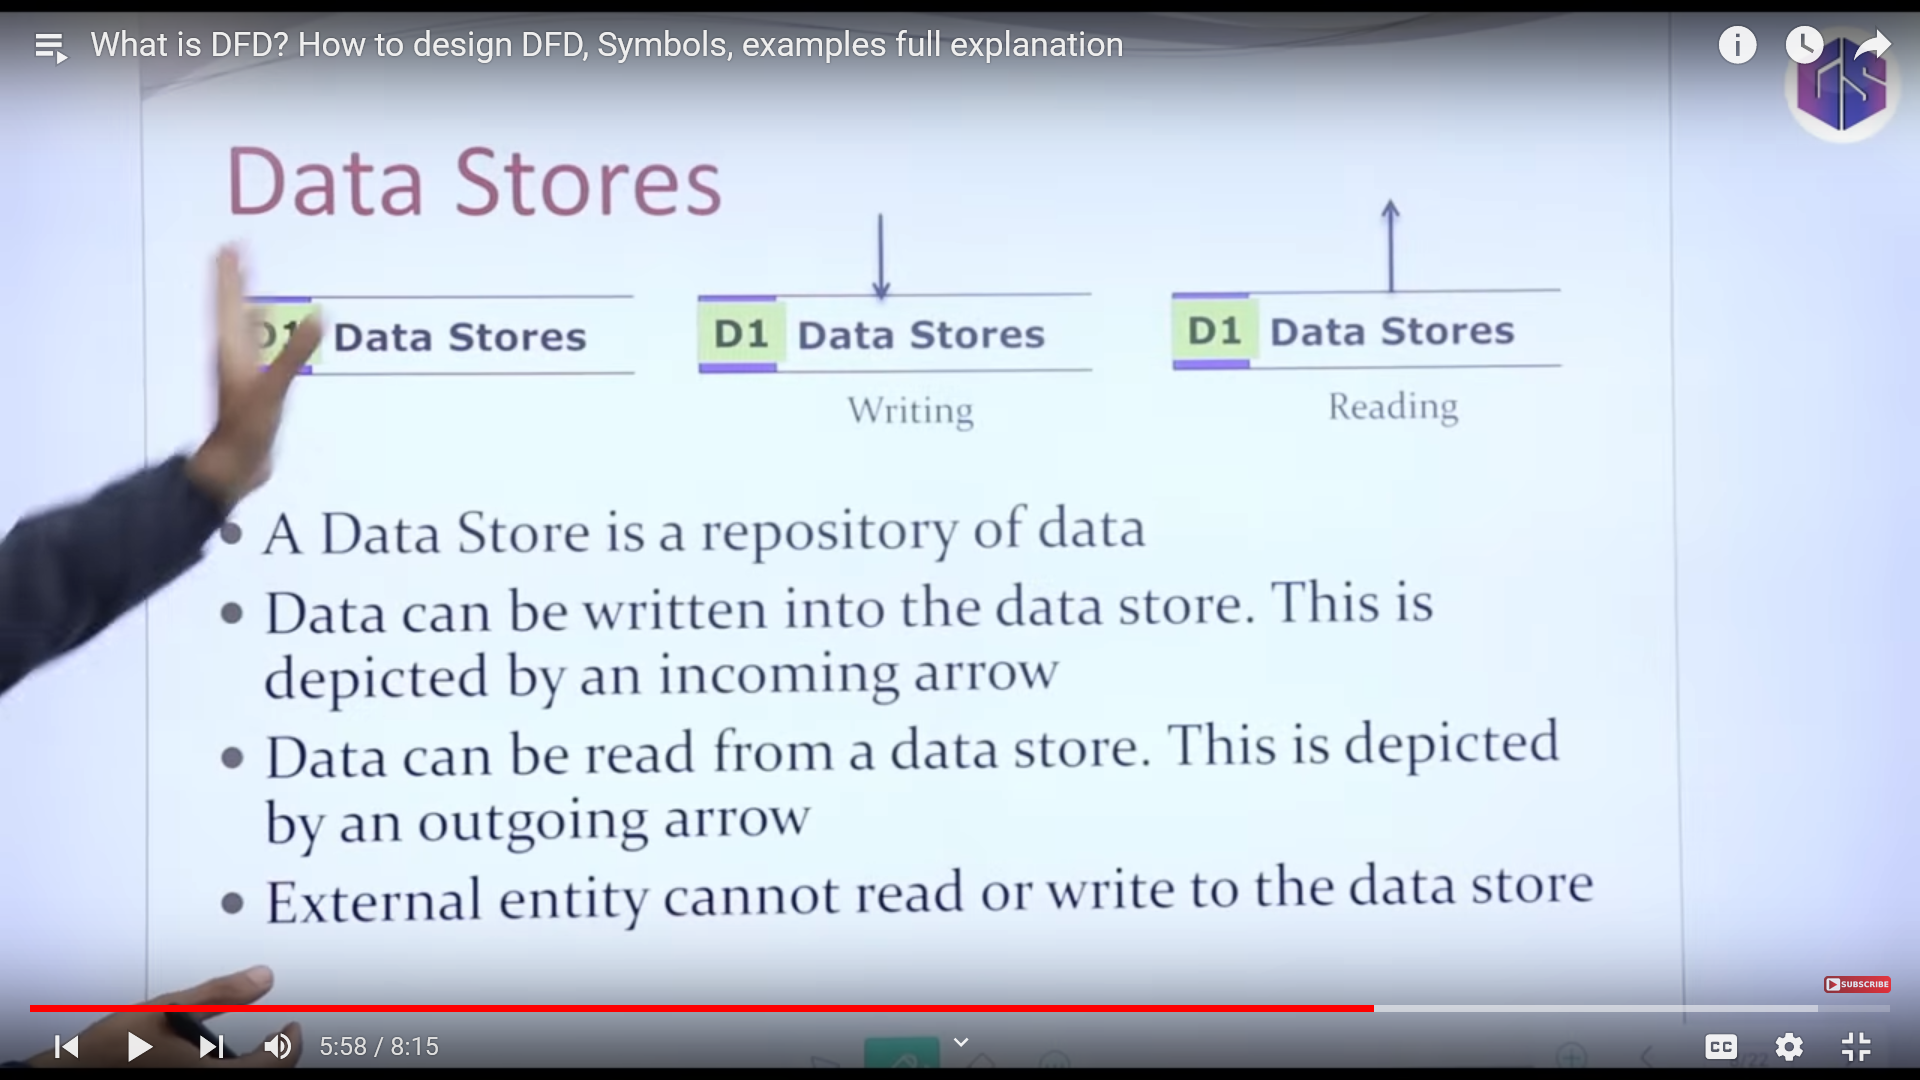 What is DFD? How to design DFD, Symbols, examples full explanation
Data Stores
D1 Data Stores
D1 Data Stores
D1 Data Stores
Writing
Reading
A Data Store is a repository of data
Data can be written into the data store. This is
depicted by an incoming arrow
Data can be read from a data store. This is depicted
by an outgoing arrow
External entity cannot read or write to the data store
SUBSCRIBE
5:58 / 8:15
CC